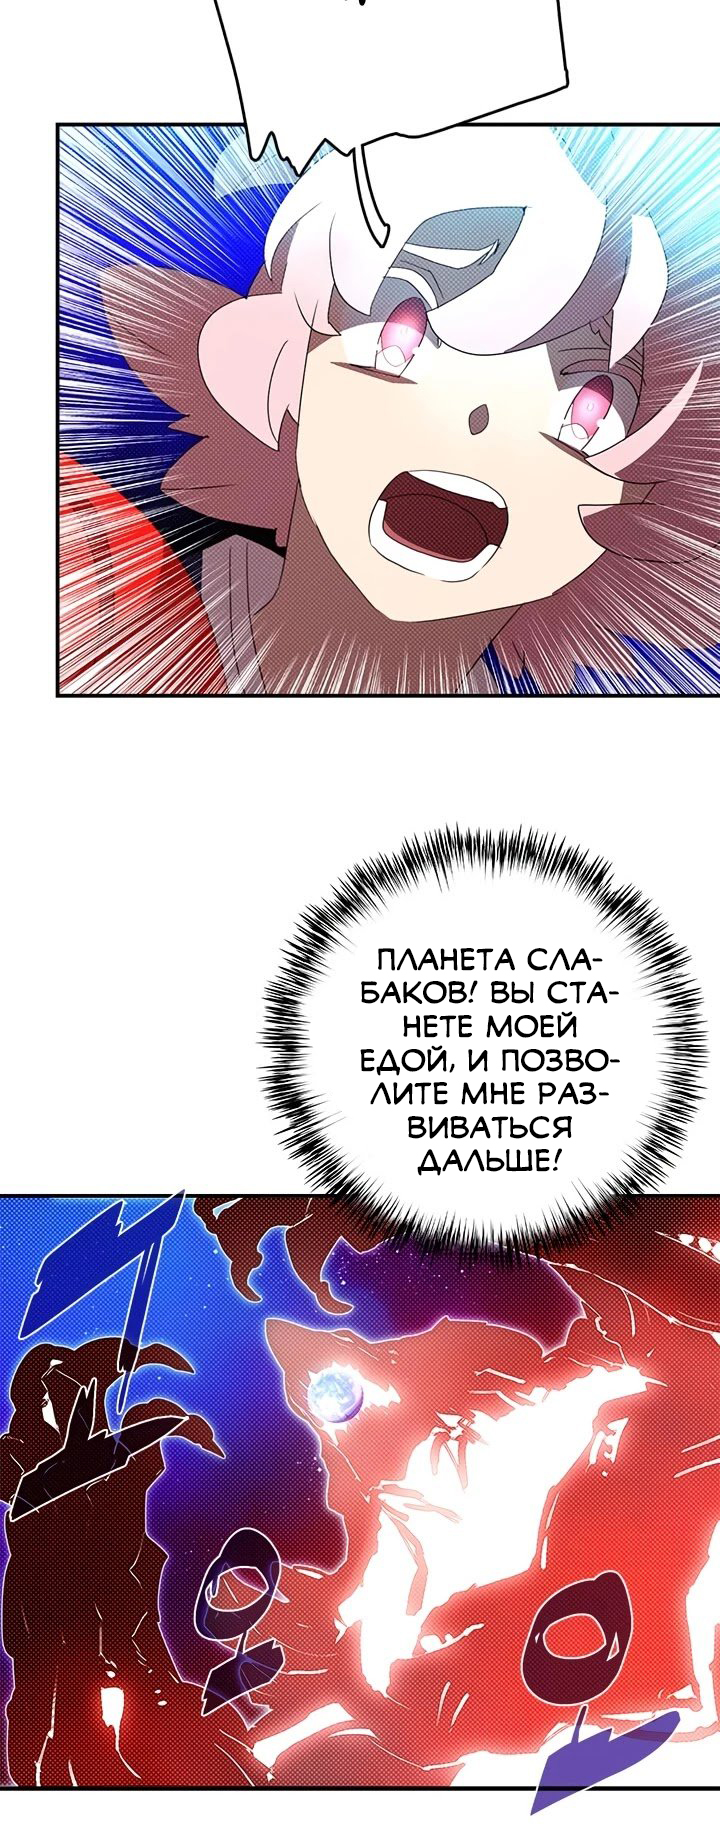 ПЛАНЕТА СЛА-
БАКОВ! ВЫ СТА-
НЕТЕ МОЕЙ
ЕДОЙ, И ПОЗВО-
ЛИТЕ МНЕ РАЗ-
ВИВАТЬСЯ
ДАЛЬШЕ!